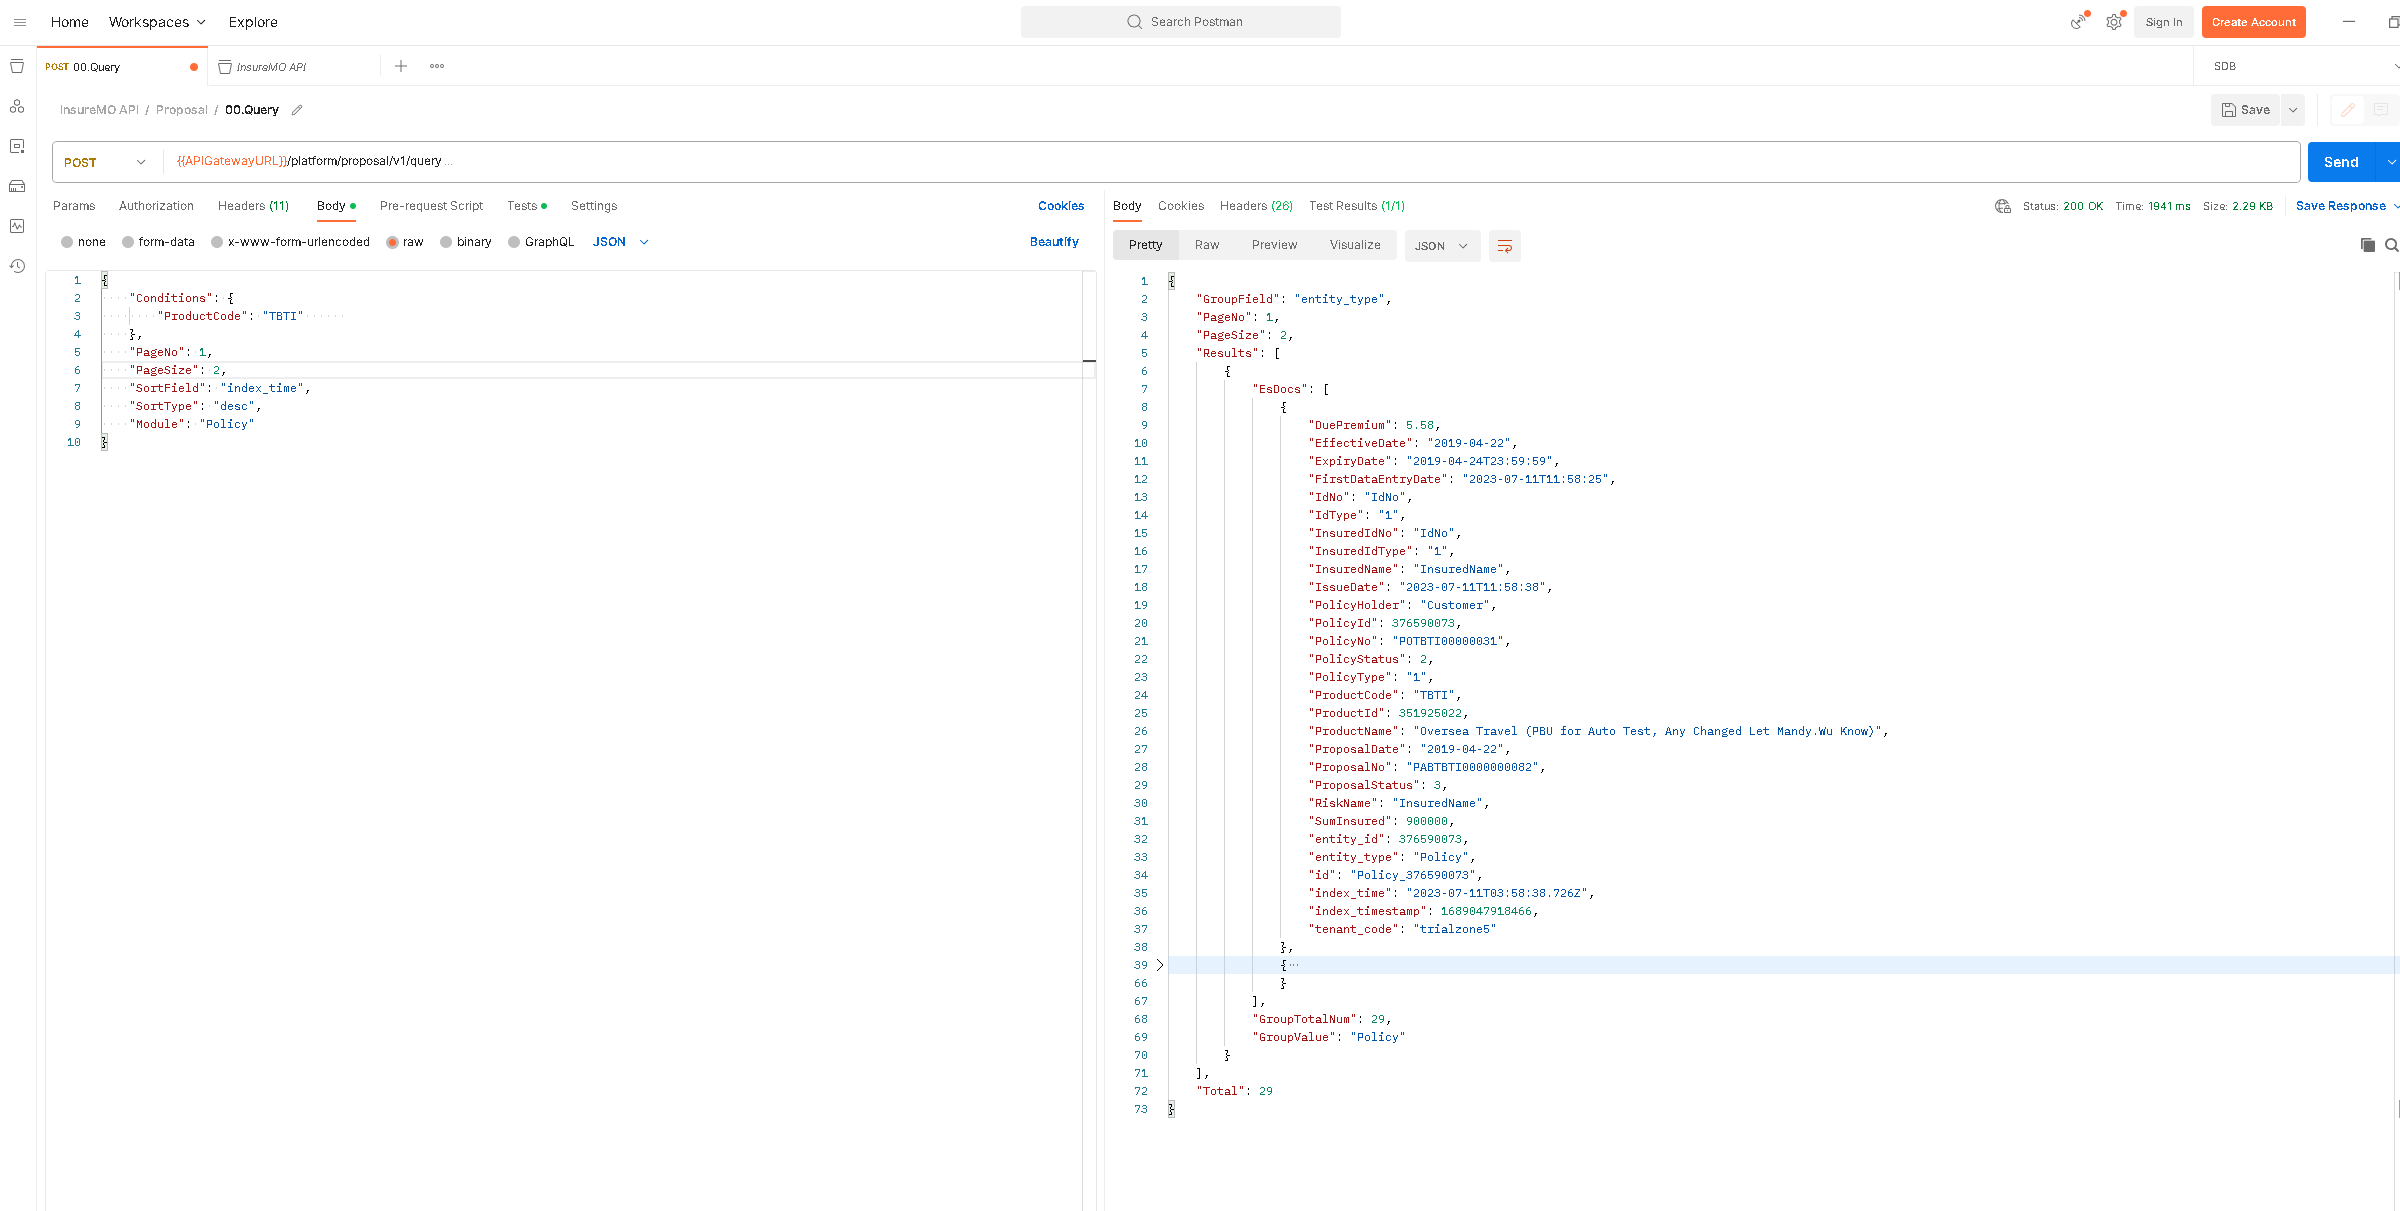 Home Workspaces Explore Search Postman Sign In Create Account
POST 00.Query InsureMO API SDB
InsureMO API / Proposal / 00.Query Save
POST {{APIGatewayURL}}/platform/proposal/v1/query ... Send
Params Authorization Headers (11) Body Pre-request Script Tests Settings Cookies
none form-data x-www-form-urlencoded raw binary GraphQL JSON Beautify
1 {
2 "Conditions": {
3 "ProductCode": "TBTI"
4 },
5 "PageNo": 1,
6 "PageSize": 2,
7 "SortField": "index_time",
8 "SortType": "desc",
9 "Module": "Policy"
10 }
Body Cookies Headers (26) Test Results (1/1) Status: 200 OK Time: 1941 ms Size: 2.29 KB Save Response
Pretty Raw Preview Visualize JSON
1 {
2 "GroupField": "entity_type",
3 "PageNo": 1,
4 "PageSize": 2,
5 "Results": [
6 {
7 "EsDocs": [
8 {
9 "DuePremium": 5.58,
10 "EffectiveDate": "2019-04-22",
11 "ExpiryDate": "2019-04-24T23:59:59",
12 "FirstDataEntryDate": "2023-07-11T11:58:25",
13 "IdNo": "IdNo",
14 "IdType": "1",
15 "InsuredIdNo": "IdNo",
16 "InsuredIdType": "1",
17 "InsuredName": "InsuredName",
18 "IssueDate": "2023-07-11T11:58:38",
19 "PolicyHolder": "Customer",
20 "PolicyId": 376590073,
21 "PolicyNo": "POTBTI00000031",
22 "PolicyStatus": 2,
23 "PolicyType": "1",
24 "ProductCode": "TBTI",
25 "ProductId": 351925022,
26 "ProductName": "Oversea Travel (PBU for Auto Test, Any Changed Let Mandy.Wu Know)",
27 "ProposalDate": "2019-04-22",
28 "ProposalNo": "PABTBTI0000000082",
29 "ProposalStatus": 3,
30 "RiskName": "InsuredName",
31 "SumInsured": 900000,
32 "entity_id": 376590073,
33 "entity_type": "Policy",
34 "id": "Policy_376590073",
35 "index_time": "2023-07-11T03:58:38.726Z",
36 "index_timestamp": 1689047918466,
37 "tenant_code": "trialzone5"
38 },
39 { ...
66 }
67 ],
68 "GroupTotalNum": 29,
69 "GroupValue": "Policy"
70 }
71 ],
72 "Total": 29
73 }